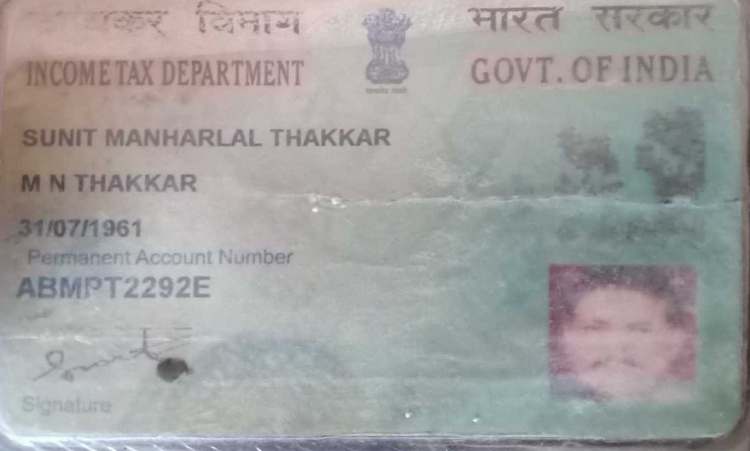 आयकर विभाग
INCOME TAX DEPARTMENT
भारत सरकार
GOVT. OF INDIA
SUNIT MANHARLAL THAKKAR
M N THAKKAR
31/07/1961
Permanent Account Number
ABMPT2292E
Signature